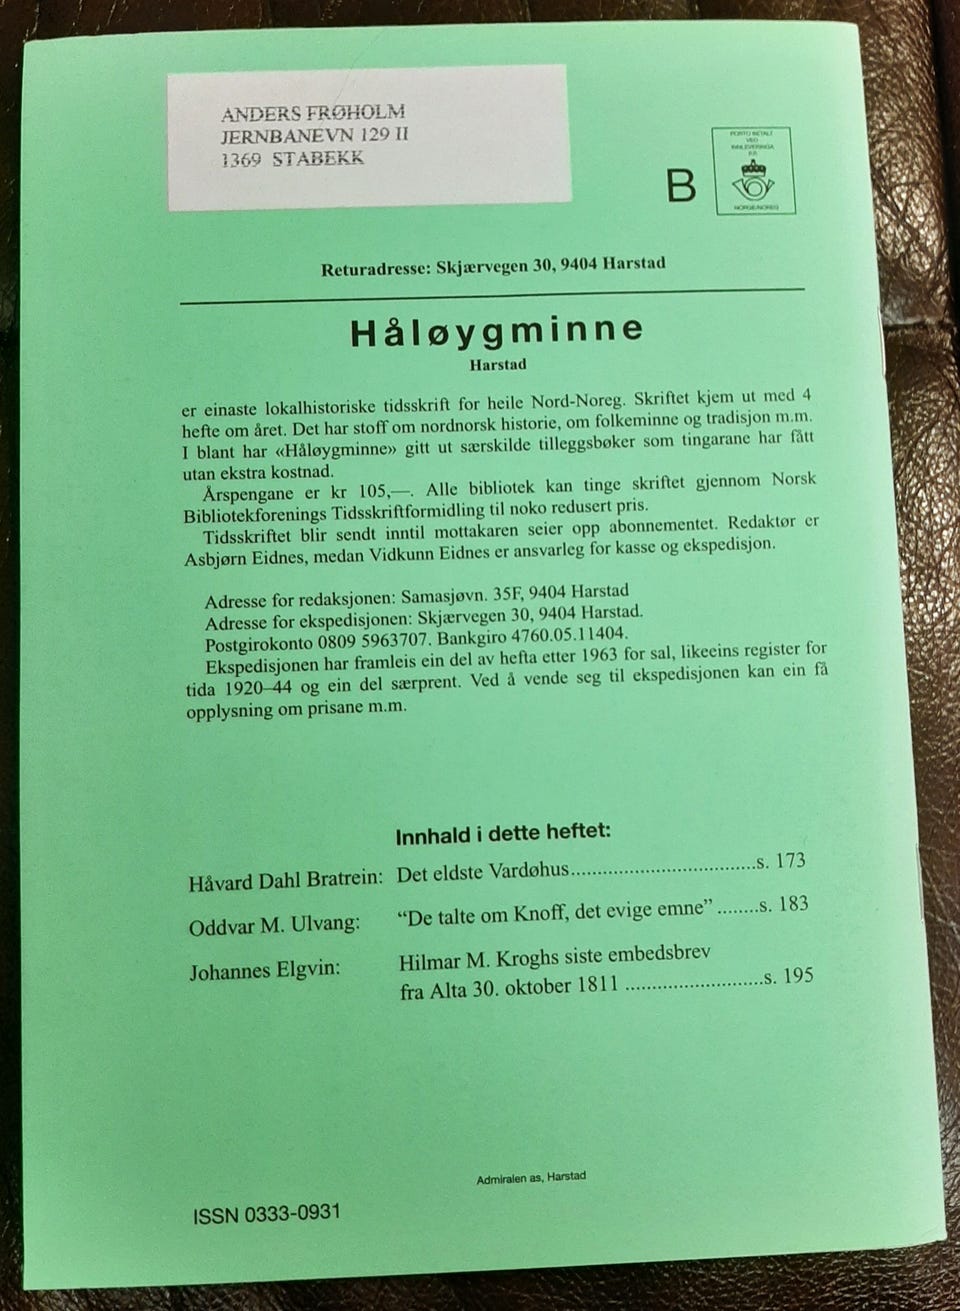 ANDERS FRØHOLM
JERNBANEVN 129 II
1369 STABEKK
PORTO BETALT
VED
INNLEVERINGA
P.P.
B
NORGE/NOREG
Returadresse: Skjærvegen 30, 9404 Harstad
Håløygminne
Harstad
er einaste lokalhistoriske tidsskrift for heile Nord-Noreg. Skriftet kjem ut med 4
hefte om året. Det har stoff om nordnorsk historie, om folkeminne og tradisjon m.m.
I blant har «Håløygminne» gitt ut særskilde tilleggsbøker som tingarane har fått
utan ekstra kostnad.
Årspengane er kr 105,—. Alle bibliotek kan tinge skriftet gjennom Norsk
Bibliotekforenings Tidsskriftformidling til noko redusert pris.
Tidsskriftet blir sendt inntil mottakaren seier opp abonnementet. Redaktør er
Asbjørn Eidnes, medan Vidkunn Eidnes er ansvarleg for kasse og ekspedisjon.
Adresse for redaksjonen: Samasjøvn. 35F, 9404 Harstad
Adresse for ekspedisjonen: Skjærvegen 30, 9404 Harstad.
Postgirokonto 0809 5963707. Bankgiro 4760.05.11404.
Ekspedisjonen har framleis ein del av hefta etter 1963 for sal, likeeins register for
tida 1920–44 og ein del særprent. Ved å vende seg til ekspedisjonen kan ein få
opplysning om prisane m.m.
Innhald i dette heftet:
Håvard Dahl Bratrein: Det eldste Vardøhus.................................s. 173
Oddvar M. Ulvang: “De talte om Knoff, det evige emne”........s. 183
Johannes Elgvin: Hilmar M. Kroghs siste embedsbrev
fra Alta 30. oktober 1811 .........................s. 195
Admiralen as, Harstad
ISSN 0333-0931